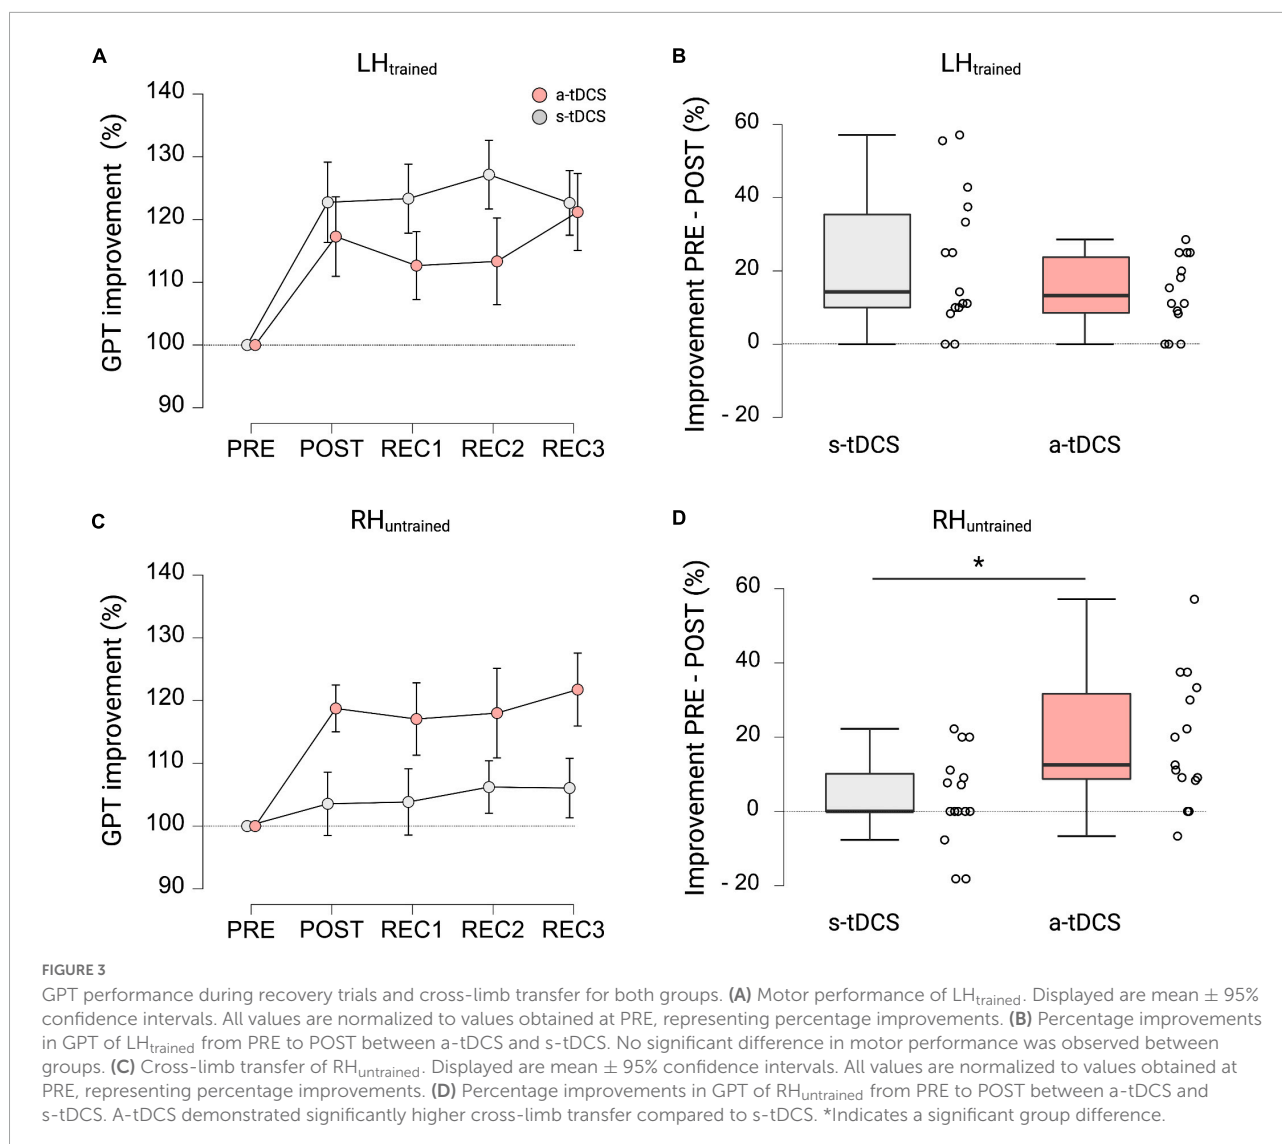 A
LHtrained
a-tDCS
s-tDCS
GPT improvement (%)
140
130
120
110
100
90
PRE POST REC1 REC2 REC3
B
LHtrained
Improvement PRE - POST (%)
60
40
20
0
- 20
s-tDCS a-tDCS
C
RHuntrained
GPT improvement (%)
140
130
120
110
100
90
PRE POST REC1 REC2 REC3
D
RHuntrained
*
Improvement PRE - POST (%)
60
40
20
0
- 20
s-tDCS a-tDCS
FIGURE 3
GPT performance during recovery trials and cross-limb transfer for both groups. (A) Motor performance of LHtrained. Displayed are mean ± 95%
confidence intervals. All values are normalized to values obtained at PRE, representing percentage improvements. (B) Percentage improvements
in GPT of LHtrained from PRE to POST between a-tDCS and s-tDCS. No significant difference in motor performance was observed between
groups. (C) Cross-limb transfer of RHuntrained. Displayed are mean ± 95% confidence intervals. All values are normalized to values obtained at
PRE, representing percentage improvements. (D) Percentage improvements in GPT of RHuntrained from PRE to POST between a-tDCS and
s-tDCS. A-tDCS demonstrated significantly higher cross-limb transfer compared to s-tDCS. *Indicates a significant group difference.